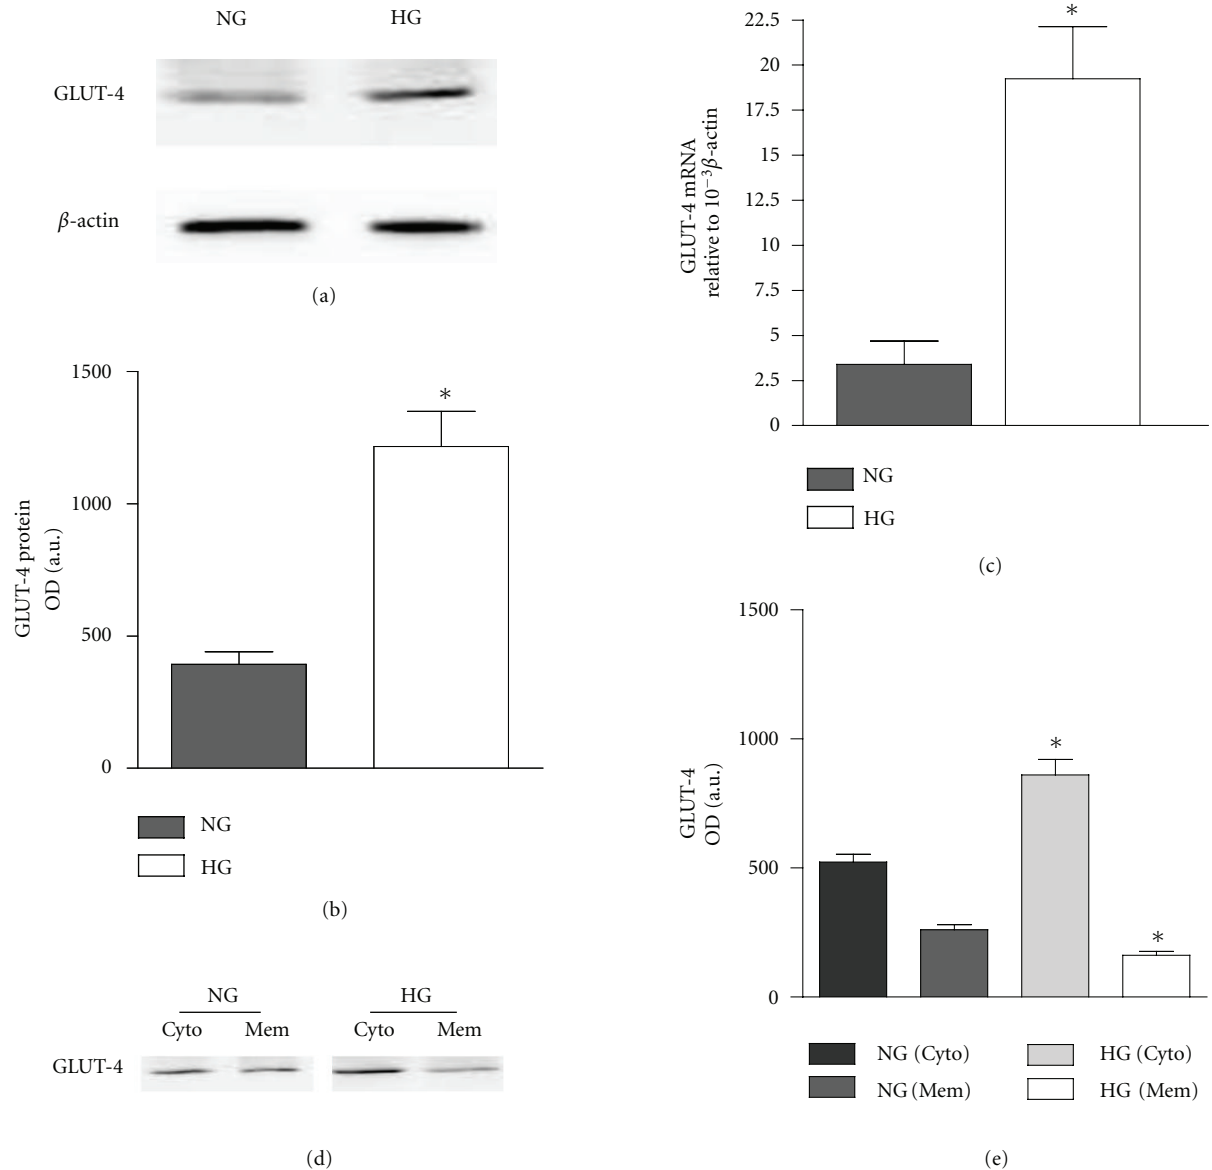 NG HG
GLUT-4
β-actin
(a)
1500
1000
500
0
GLUT-4 protein
OD (a.u.)
*
NG
HG
(b)
22.5
20
17.5
15
12.5
10
7.5
5
2.5
0
GLUT-4 mRNA
relative to 10⁻³β-actin
*
NG
HG
(c)
NG HG
Cyto Mem Cyto Mem
GLUT-4
(d)
1500
1000
500
0
GLUT-4
OD (a.u.)
*
*
NG (Cyto) HG (Cyto)
NG (Mem) HG (Mem)
(e)